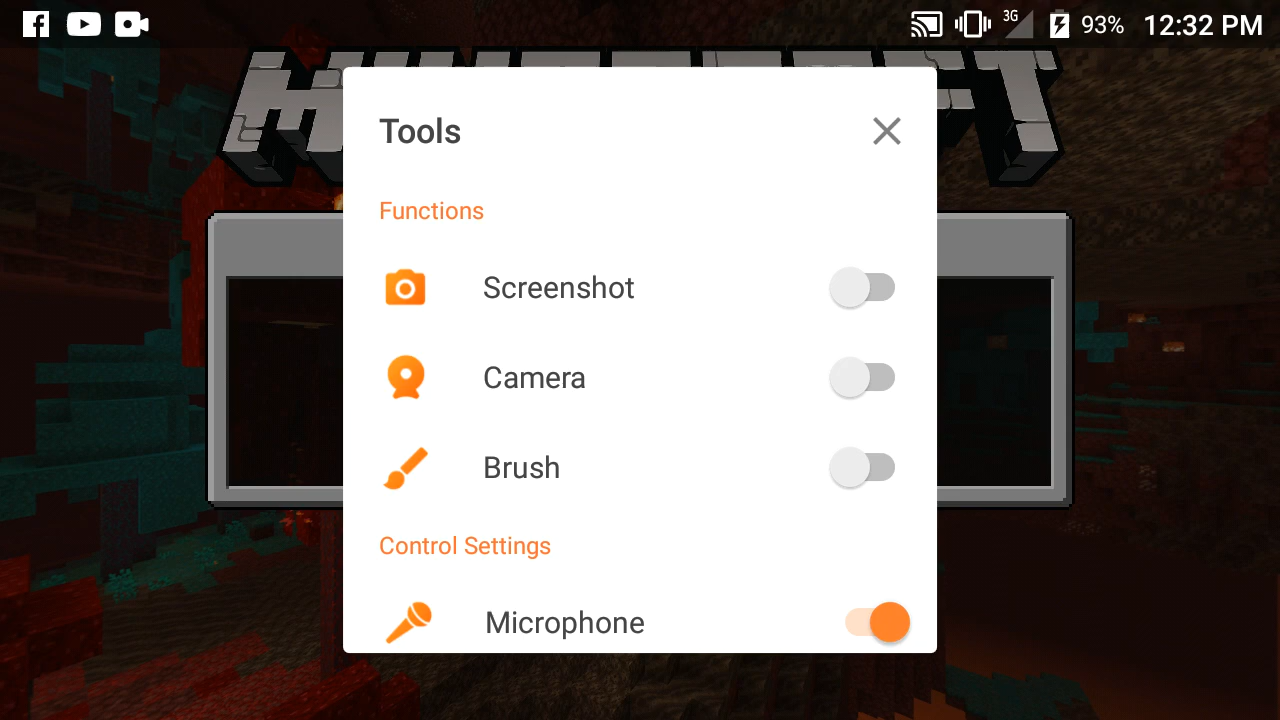 3G 93% 12:32 PM
Tools
Functions
Screenshot
Camera
Brush
Control Settings
Microphone